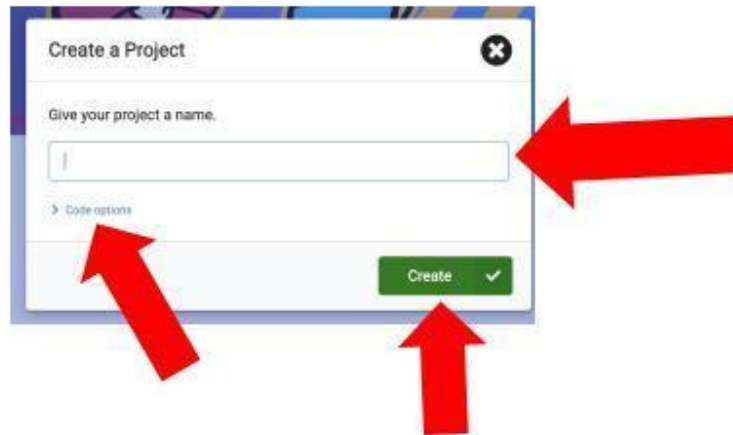 Create a Project
Give your project a name.
> Code options
Create